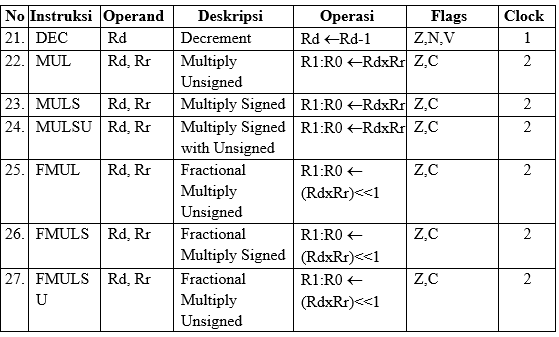 No Instruksi Operand Deskripsi Operasi Flags Clock
21. DEC Rd Decrement Rd ←Rd-1 Z,N,V 1
22. MUL Rd, Rr Multiply R1:R0 ←RdxRr Z,C 2
Unsigned
23. MULS Rd, Rr Multiply Signed R1:R0 ←RdxRr Z,C 2
24. MULSU Rd, Rr Multiply Signed R1:R0 ←RdxRr Z,C 2
with Unsigned
25. FMUL Rd, Rr Fractional R1:R0 ← Z,C 2
Multiply (RdxRr)<<1
Unsigned
26. FMULS Rd, Rr Fractional R1:R0 ← Z,C 2
Multiply Signed (RdxRr)<<1
27. FMULS Rd, Rr Fractional R1:R0 ← Z,C 2
U Multiply (RdxRr)<<1
Unsigned